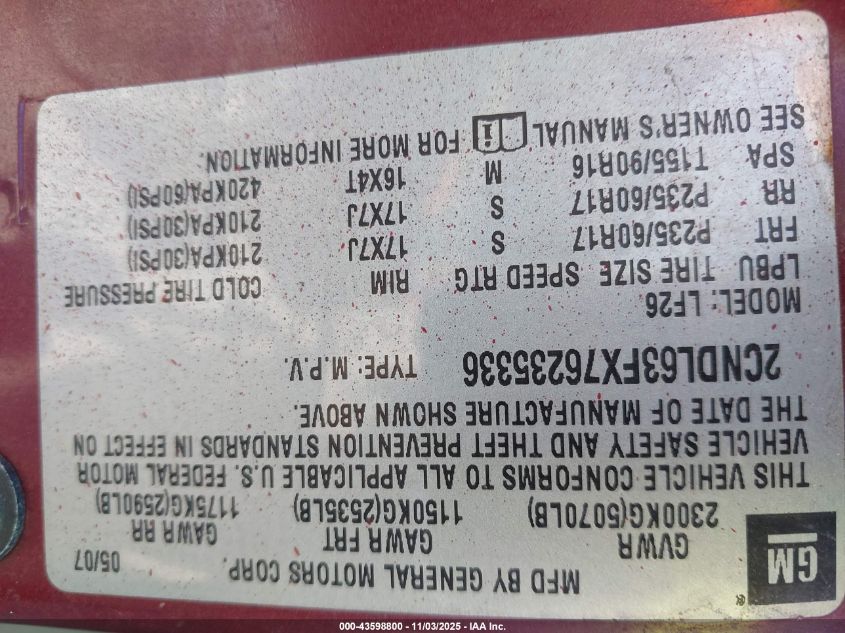 MFD BY GENERAL MOTORS CORP. 05/07
GM ®
GVWR GAWR FRT GAWR RR
2300KG(5070LB) 1150KG(2535LB) 1175KG(2590LB)
THIS VEHICLE CONFORMS TO ALL APPLICABLE U.S. FEDERAL MOTOR
VEHICLE SAFETY AND THEFT PREVENTION STANDARDS IN EFFECT ON
THE DATE OF MANUFACTURE SHOWN ABOVE.
2CNDL63FX76235336 TYPE: M.P.V.
MODEL: LF26
LPBU TIRE SIZE SPEED RTG RIM COLD TIRE PRESSURE
FRT P235/60R17 S 17X7J 210KPA(30PSI)
RR P235/60R17 S 17X7J 210KPA(30PSI)
SPA T155/90R16 M 16X4T 420KPA(60PSI)
SEE OWNER'S MANUAL i FOR MORE INFORMATION.
000-43598800 - 11/03/2025 - IAA Inc.